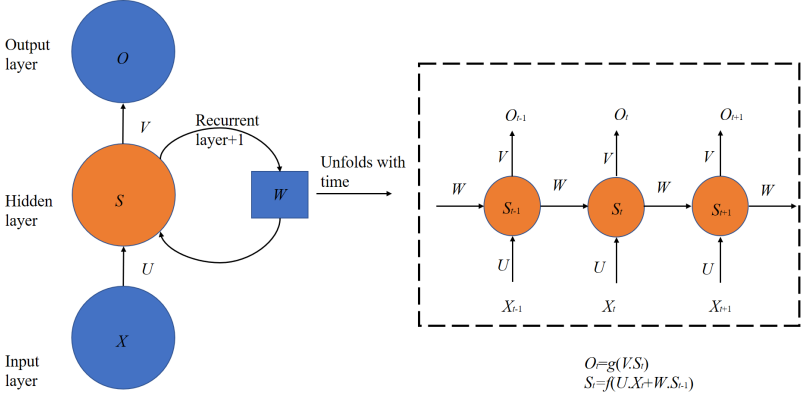 Output
layer
O
V
Recurrent
layer+1
Hidden
layer
S
W
U
Input
layer
X
Unfolds with
time
Ot-1
Ot
Ot+1
V
V
V
W
W
W
W
St-1
St
St+1
U
U
U
Xt-1
Xt
Xt+1
Ot=g(V.St)
St=f(U.Xt+W.St-1)